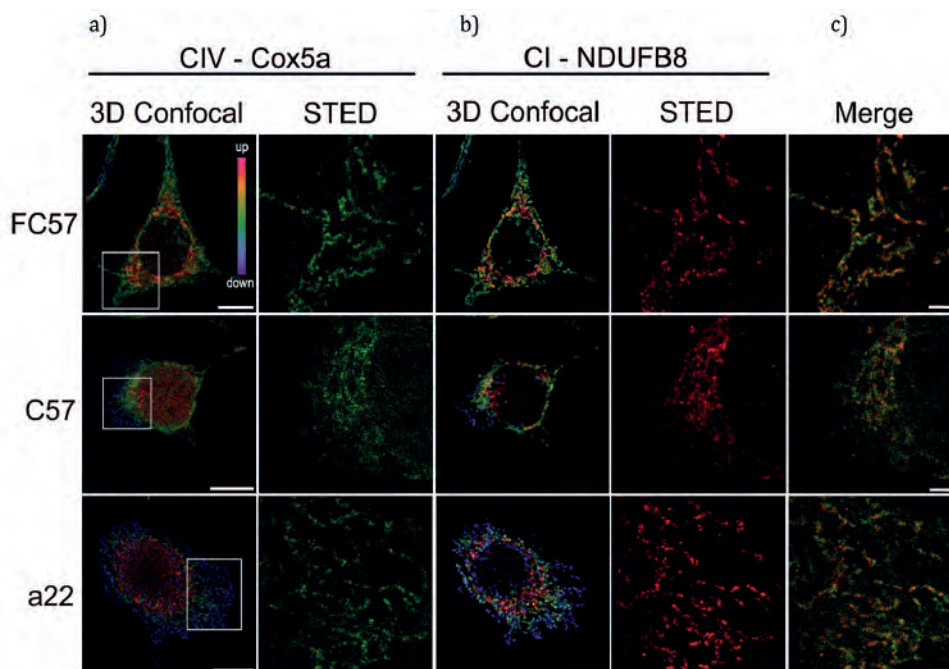 a) b) c)
CIV - Cox5a CI - NDUFB8
3D Confocal STED 3D Confocal STED Merge
up
FC57
down
C57
a22